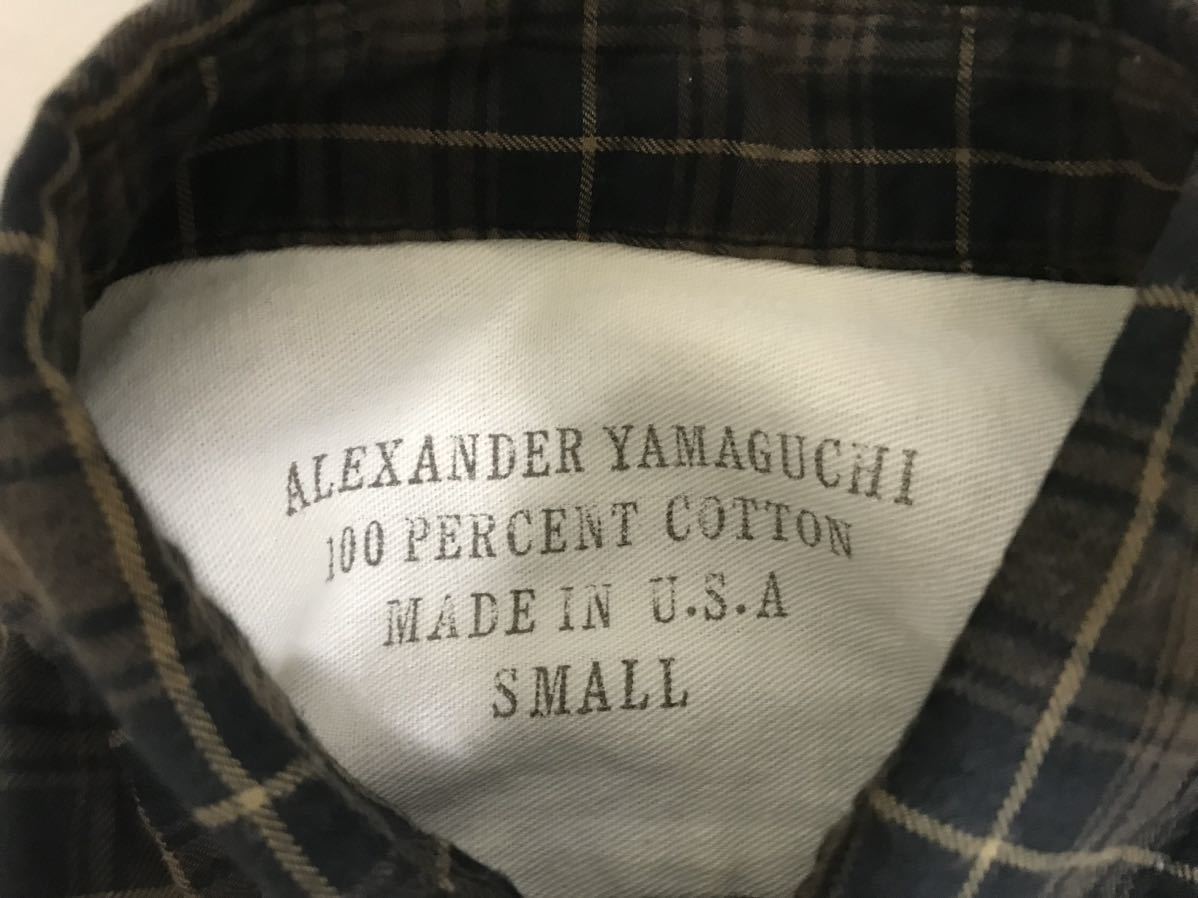 ALEXANDER YAMAGUCHI
100 PERCENT COTTON
MADE IN U.S.A
SMALL